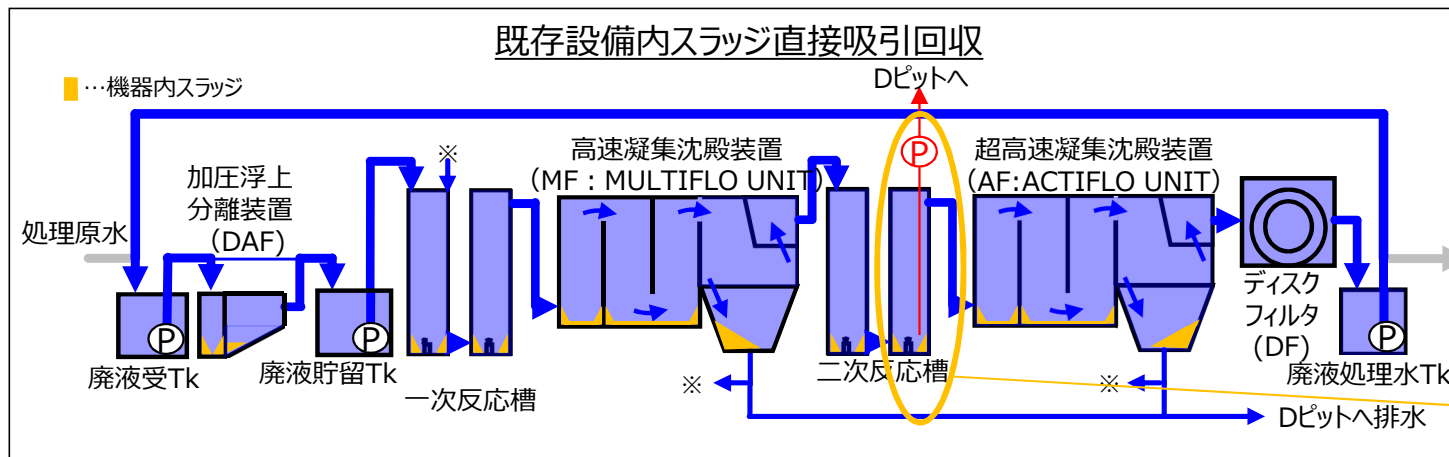 既存設備内スラッジ直接吸引回収
…機器内スラッジ
Dピットへ
P
※
高速凝集沈殿装置
(MF：MULTIFLO UNIT)
超高速凝集沈殿装置
(AF:ACTIFLO UNIT)
加圧浮上
分離装置
(DAF)
処理原水
P
廃液受Tk
P
廃液貯留Tk
一次反応槽
※
二次反応槽
※
ディスク
フィルタ
(DF)
P
廃液処理水Tk
Dピットへ排水